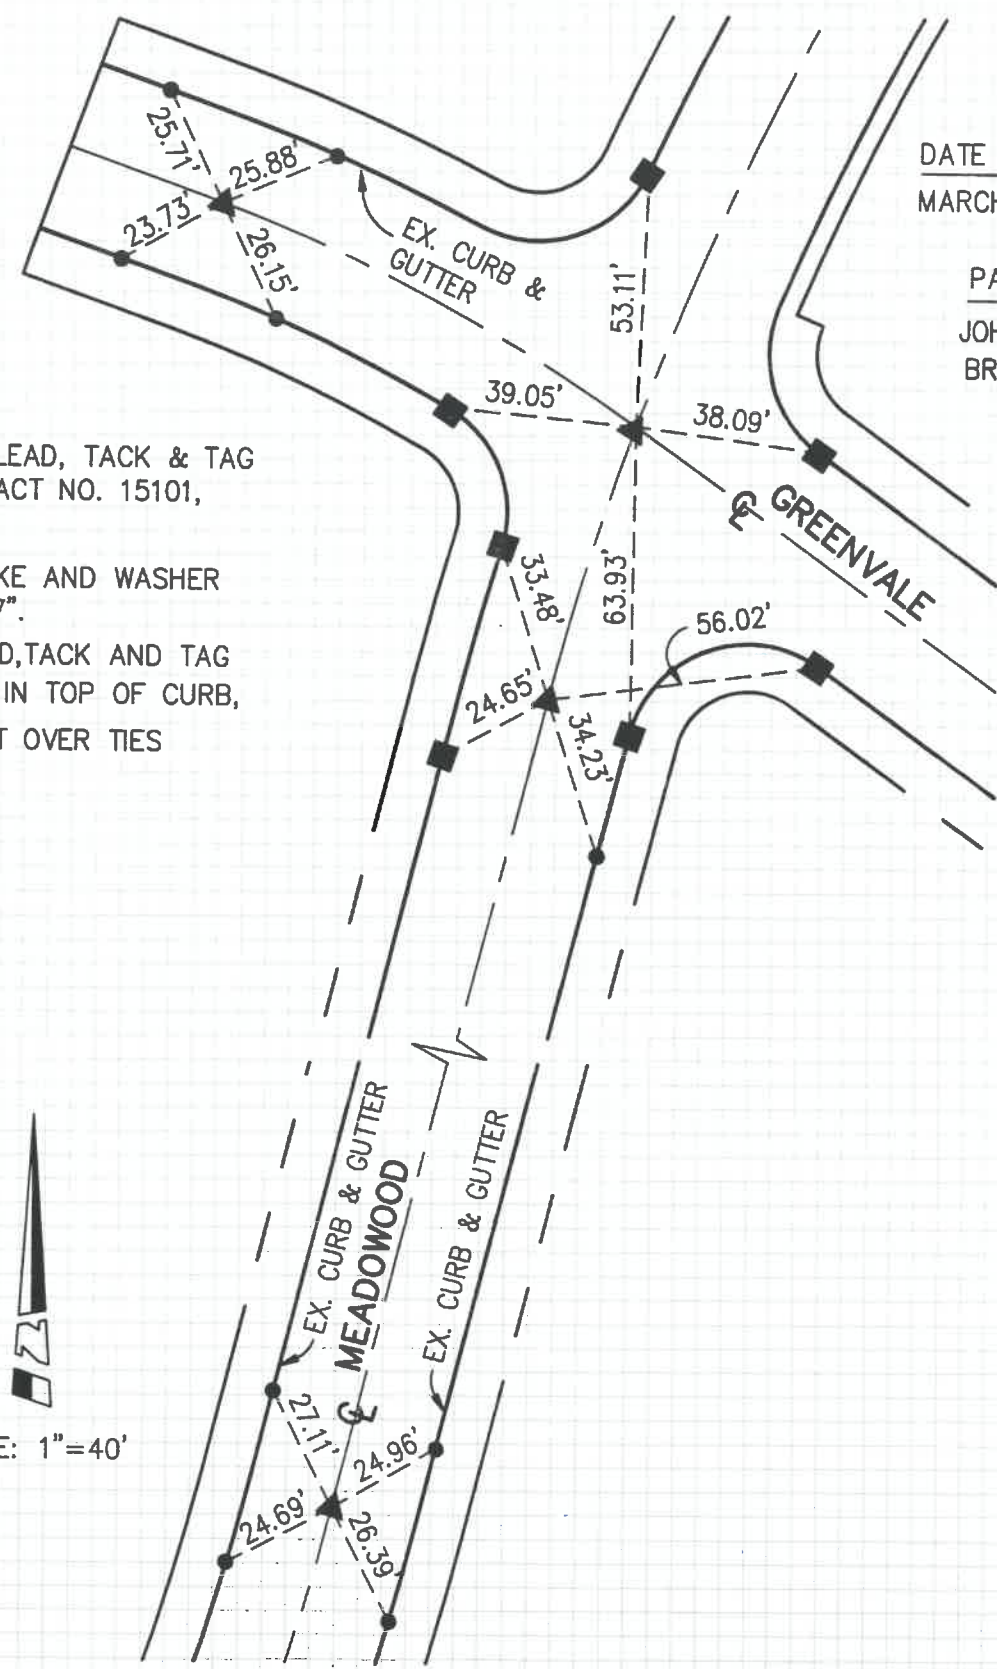 25.71'
25.88'
23.73'
26.15'
EX. CURB &
GUTTER
53.11'
DATE
MARCH
39.05'
38.09'
JOH
BR
LEAD, TACK & TAG
ACT NO. 15101,
KE AND WASHER
7".
D,TACK AND TAG
IN TOP OF CURB,
T OVER TIES
℄ GREENVALE
33.48'
63.93'
56.02'
24.65'
34.23'
EX. CURB & GUTTER
℄ MEADOWOOD
EX. CURB & GUTTER
E: 1"=40'
27.11'
24.96'
24.69'
26.39'